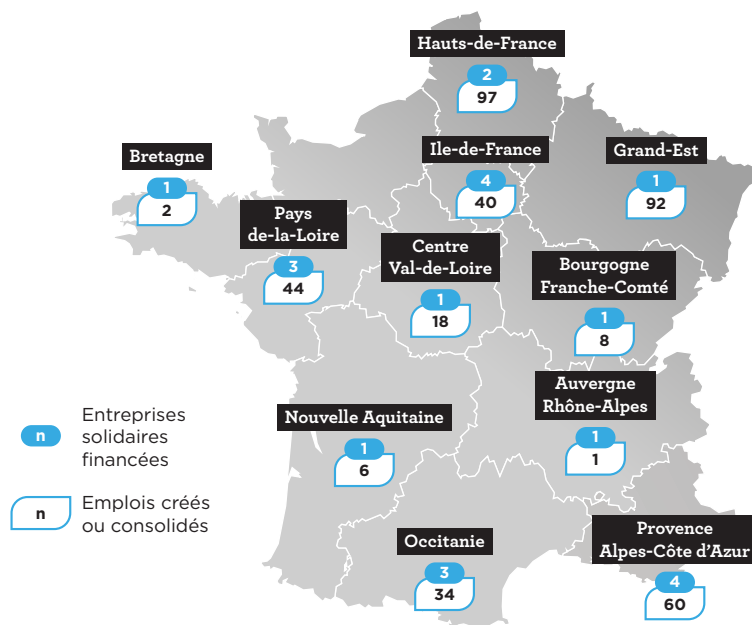 Hauts-de-France
2
97
Bretagne
1
2
Ile-de-France
4
40
Grand-Est
1
92
Pays
de-la-Loire
3
44
Centre
Val-de-Loire
1
18
Bourgogne
Franche-Comté
1
8
Auvergne
Rhône-Alpes
1
1
Nouvelle Aquitaine
1
6
Occitanie
3
34
Provence
Alpes-Côte d'Azur
4
60
n
Entreprises
solidaires
financées
n
Emplois créés
ou consolidés